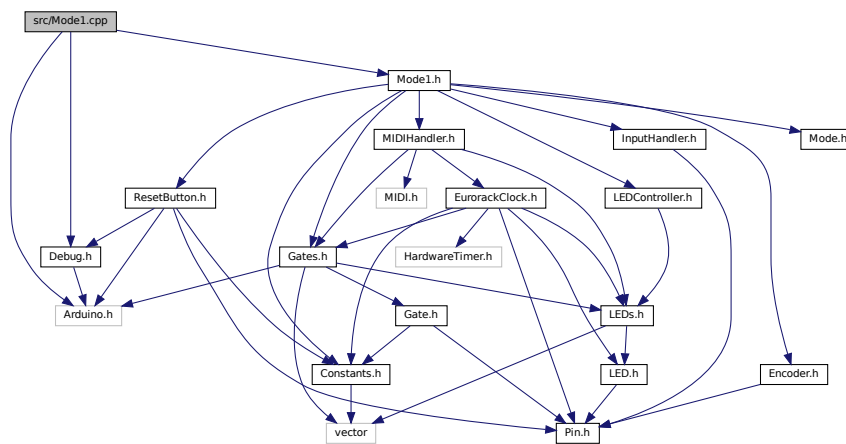 src/Mode1.cpp
Mode1.h
MIDIHandler.h
InputHandler.h
Mode.h
ResetButton.h
MIDI.h
EurorackClock.h
LEDController.h
Debug.h
Gates.h
HardwareTimer.h
Arduino.h
Gate.h
LEDs.h
Constants.h
LED.h
Encoder.h
vector
Pin.h